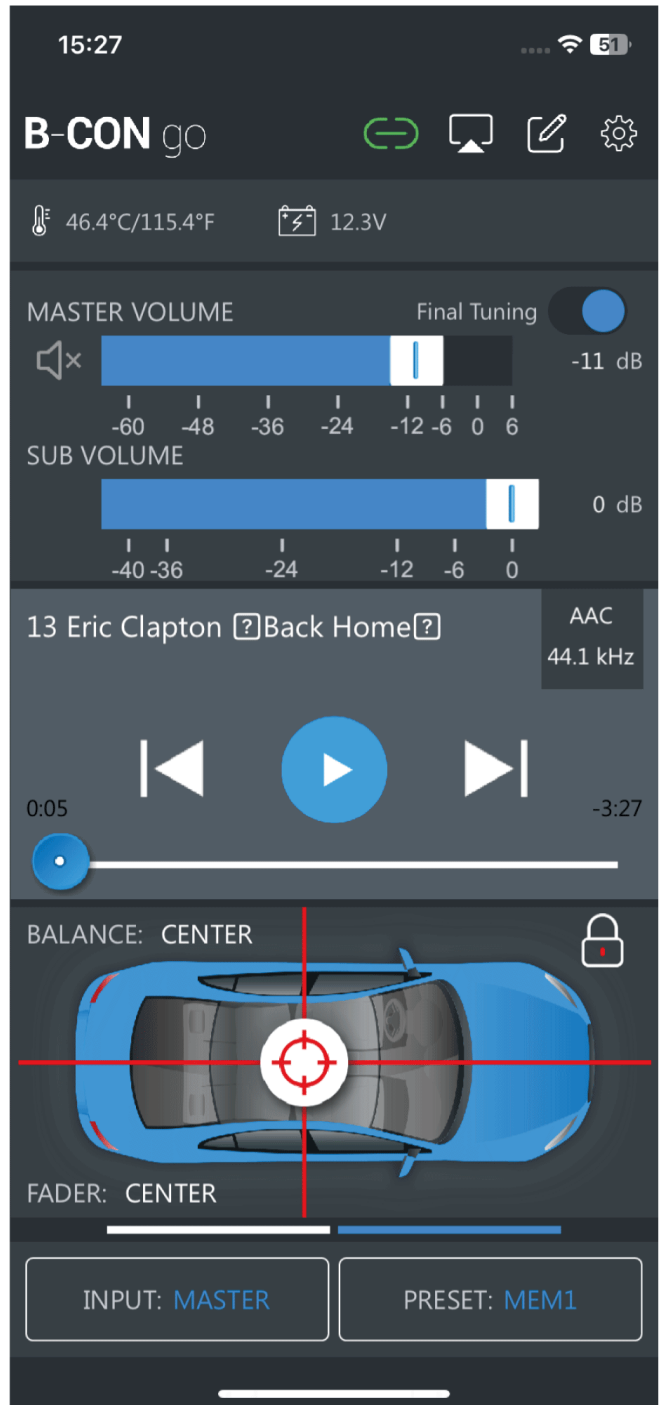 15:27
51
B-CON go
46.4°C/115.4°F 12.3V
MASTER VOLUME Final Tuning
-11 dB
-60 -48 -36 -24 -12 -6 0 6
SUB VOLUME
0 dB
-40 -36 -24 -12 -6 0
13 Eric Clapton ?Back Home? AAC
44.1 kHz
0:05 -3:27
BALANCE: CENTER
FADER: CENTER
INPUT: MASTER PRESET: MEM1